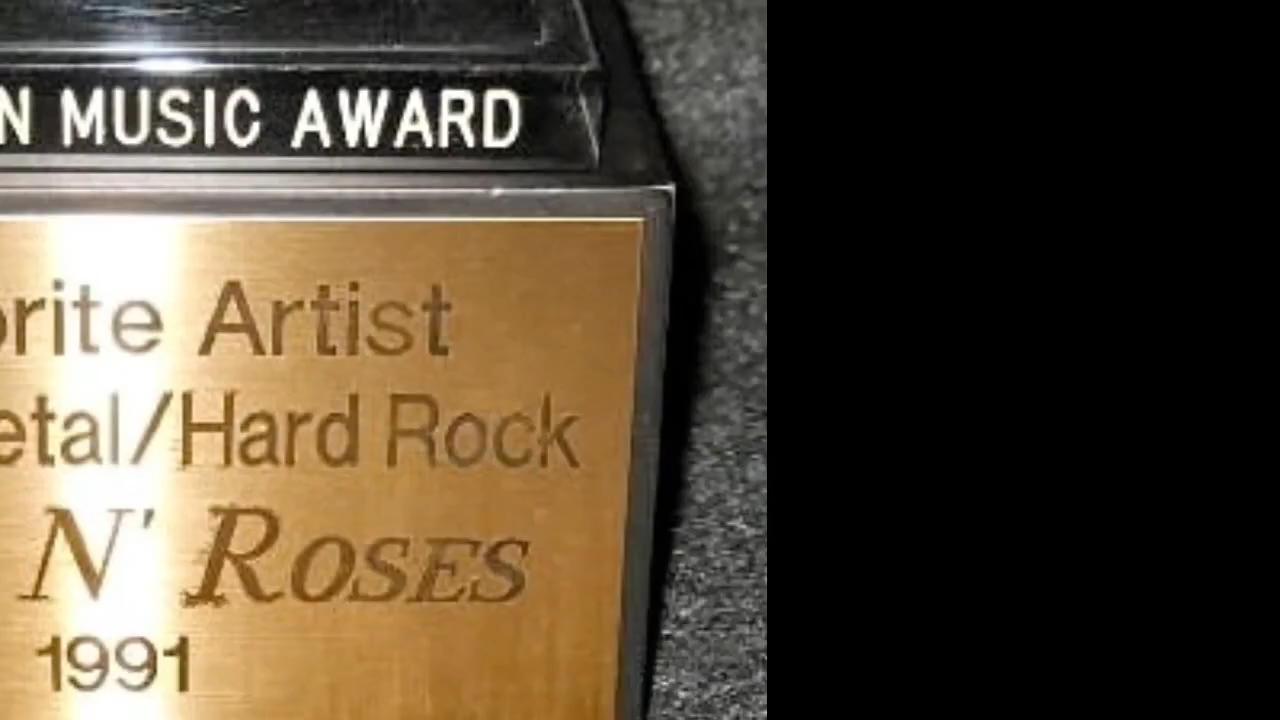 N MUSIC AWARD
orite Artist
etal/Hard Rock
N' ROSES
1991